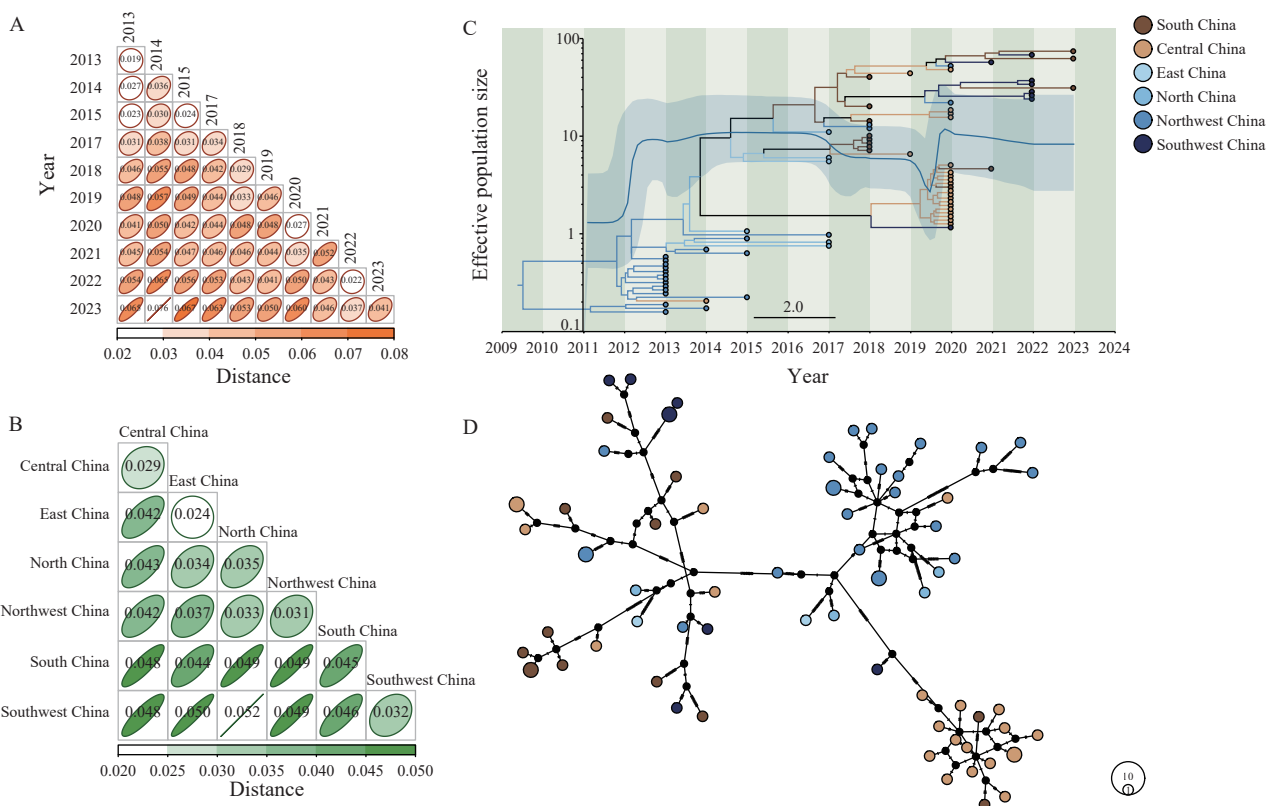 A
2013
2014
2015
2017
2018
2019
2020
2021
2022
2023
Year
2013 0.019
2014 0.027 0.036
2015 0.023 0.030 0.024
2017 0.031 0.038 0.031 0.034
2018 0.046 0.055 0.048 0.042 0.029
2019 0.048 0.057 0.049 0.044 0.033 0.046
2020 0.041 0.050 0.042 0.044 0.048 0.048 0.027
2021 0.045 0.054 0.047 0.046 0.046 0.044 0.035 0.052
2022 0.054 0.065 0.056 0.053 0.043 0.041 0.050 0.043 0.022
2023 0.065 0.076 0.067 0.063 0.053 0.050 0.060 0.046 0.037 0.041
0.02 0.03 0.04 0.05 0.06 0.07 0.08
Distance
B
Central China
Central China 0.029
East China
East China 0.042 0.024
North China
North China 0.043 0.034 0.035
Northwest China
Northwest China 0.042 0.037 0.033 0.031
South China
South China 0.048 0.044 0.049 0.049 0.045
Southwest China
Southwest China 0.048 0.050 0.052 0.049 0.046 0.032
0.020 0.025 0.030 0.035 0.040 0.045 0.050
Distance
C
Effective population size
100
10
1
0.1
2.0
2009 2010 2011 2012 2013 2014 2015 2016 2017 2018 2019 2020 2021 2022 2023 2024
Year
South China
Central China
East China
North China
Northwest China
Southwest China
D
10
1